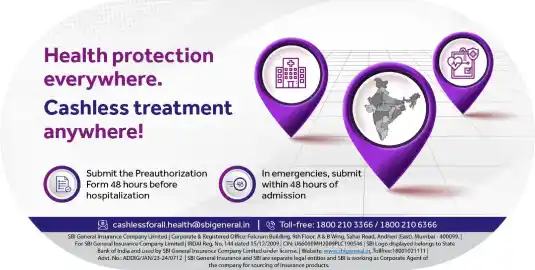 Health protection
everywhere.
Cashless treatment
anywhere!
Submit the Preauthorization
Form 48 hours before
hospitalization
48
In emergencies, submit
within 48 hours of
admission
cashlessforall.health@sbigeneral.in | Toll-free: 1800 210 3366 / 1800 210 6366
SBI General Insurance Company Limited | Corporate & Registered Office: Fulcrum Building, 9th Floor, A & B Wing, Sahar Road, Andheri (East), Mumbai - 400099. |
For SBI General Insurance Company Limited | IRDAI Reg. No. 144 dated 15/12/2009 | CIN: U66000MH2009PLC190546 | SBI Logo displayed belongs to State
Bank of India and used by SBI General Insurance Company Limited under license. | Website: www.sbigeneral.in, Tollfree:18001021111 |
Advt. No.: ADBRG/JAN/23-24/0712 | SBI General Insurance and SBI are separate legal entities and SBI is working as Corporate Agent of
the company for sourcing of insurance products.